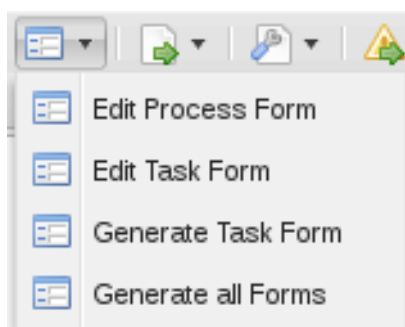 Edit Process Form
Edit Task Form
Generate Task Form
Generate all Forms